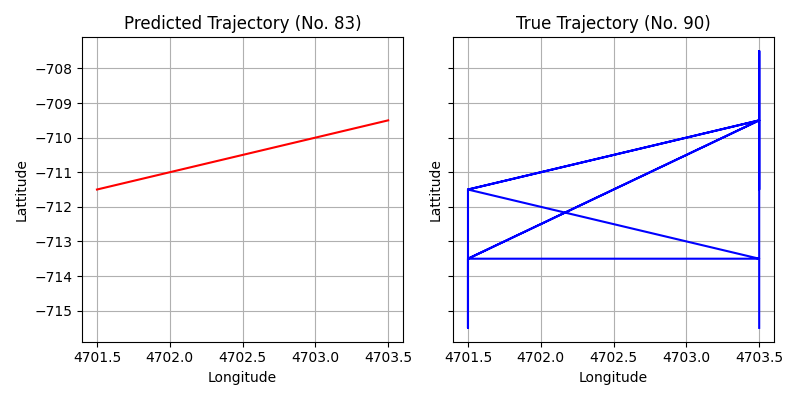 Predicted Trajectory (No. 83)
True Trajectory (No. 90)
−708
−709
−710
−711
−712
−713
−714
−715
Lattitude
Lattitude
4701.5 4702.0 4702.5 4703.0 4703.5
4701.5 4702.0 4702.5 4703.0 4703.5
Longitude
Longitude